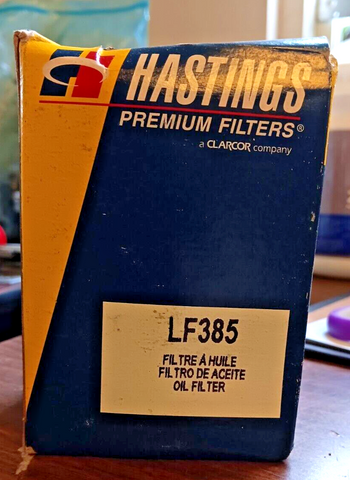 HASTINGS
PREMIUM FILTERS®
a CLARCOR company
LF385
FILTRE À HUILE
FILTRO DE ACEITE
OIL FILTER